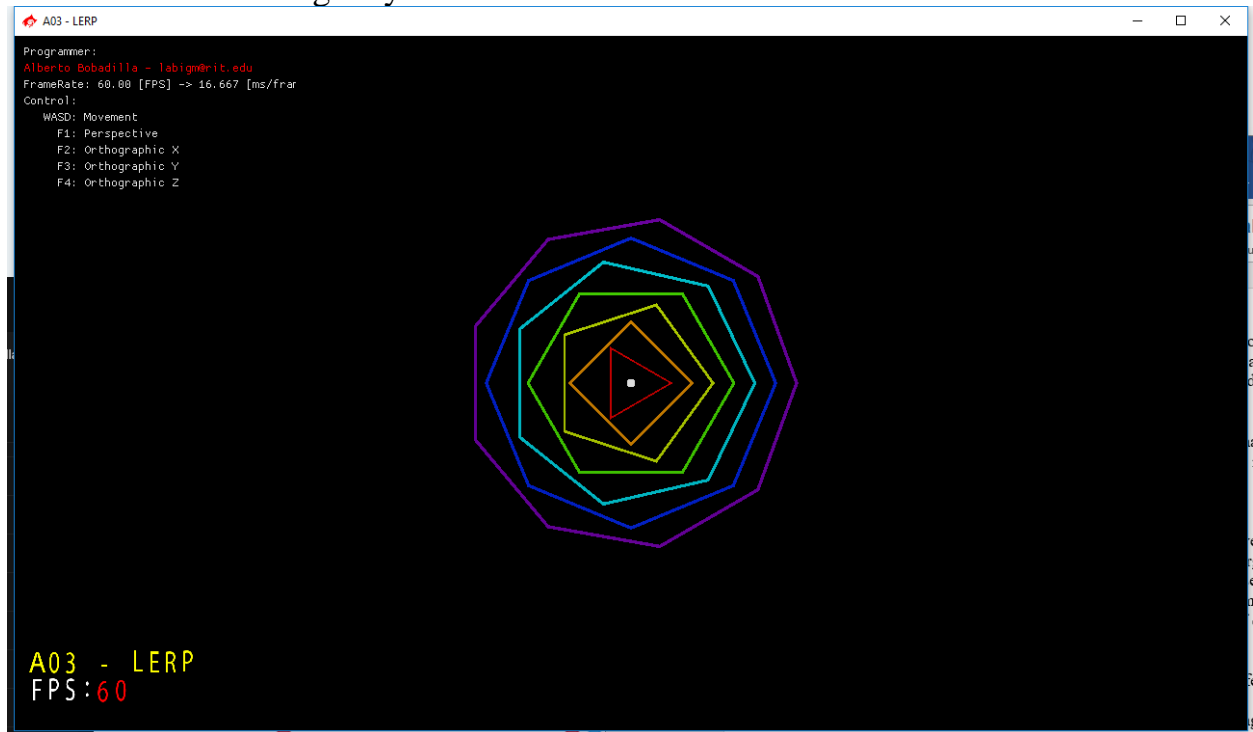 A03 - LERP
Programmer:
Alberto Bobadilla - labigm@rit.edu
FrameRate: 60.00 [FPS] -> 16.667 [ms/frar
Control:
WASD: Movement
F1: Perspective
F2: Orthographic X
F3: Orthographic Y
F4: Orthographic Z
A03 - LERP
FPS:60